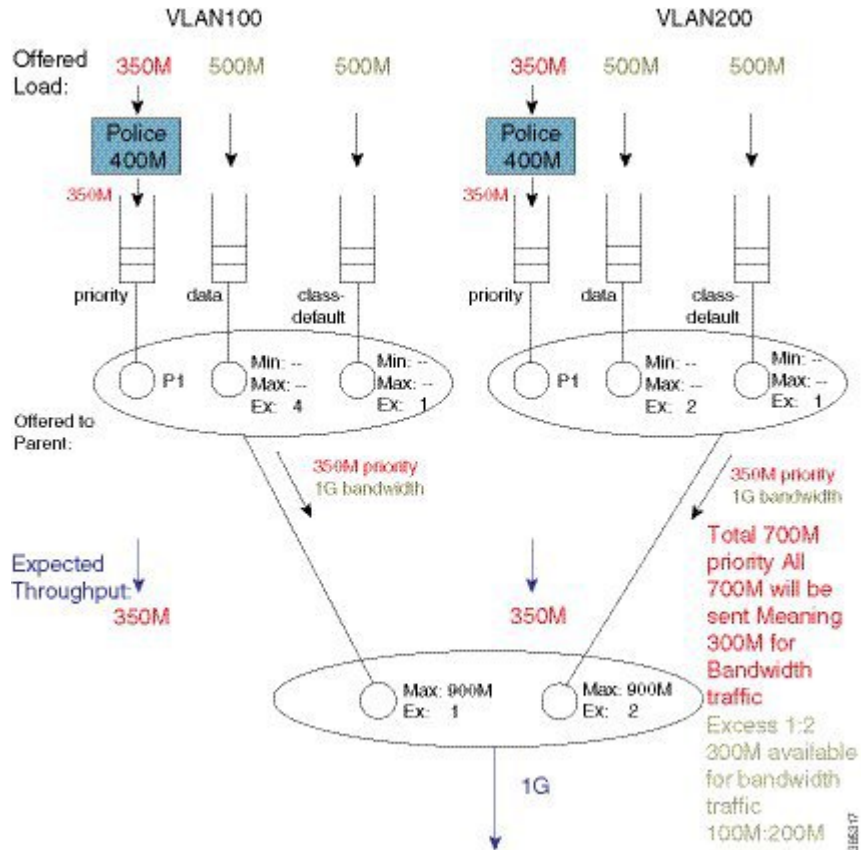 VLAN100 VLAN200
Offered Load: 350M 500M 500M 350M 500M 500M
Police 400M Police 400M
350M 350M
priority data class-default priority data class-default
P1
Min: --
Max: --
Ex: 4
Min: --
Max: --
Ex: 1
P1
Min: --
Max: --
Ex: 2
Min: --
Max: --
Ex: 1
Offered to Parent:
350M priority
1G bandwidth
350M priority
1G bandwidth
Expected Throughput:
350M 350M
Total 700M
priority All
700M will be
sent Meaning
300M for
Bandwidth
traffic
Max: 900M
Ex: 1
Max: 900M
Ex: 2
Excess 1:2
300M available
for bandwidth
traffic
100M:200M
1G